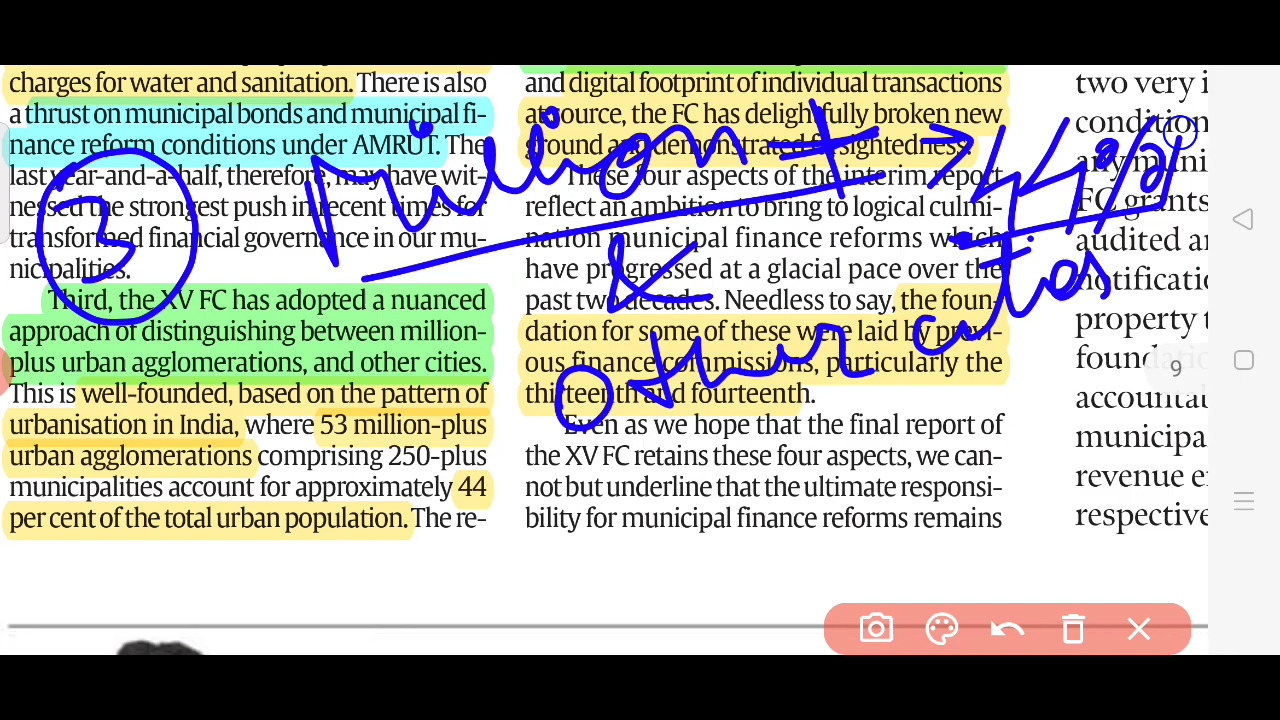 charges for water and sanitation. There is also
a thrust on municipal bonds and municipal fi-
nance reform conditions under AMRUT. The
last year-and-a-half, therefore, may have wit-
nessed the strongest push in recent times for
transformed financial governance in our mu-
nicipalities.
Third, the XV FC has adopted a nuanced
approach of distinguishing between million-
plus urban agglomerations, and other cities.
This is well-founded, based on the pattern of
urbanisation in India, where 53 million-plus
urban agglomerations comprising 250-plus
municipalities account for approximately 44
per cent of the total urban population. The re-
and digital footprint of individual transactions
at source, the FC has delightfully broken new
ground and demonstrated farsightedness.
These four aspects of the interim report
reflect an ambition to bring to logical culmi-
nation municipal finance reforms which
have progressed at a glacial pace over the
past two decades. Needless to say, the foun-
dation for some of these were laid by previ-
ous finance commissions, particularly the
thirteenth and fourteenth.
Even as we hope that the final report of
the XV FC retains these four aspects, we can-
not but underline that the ultimate responsi-
bility for municipal finance reforms remains
two very i
condition
any muni
FC grants
audited a
notification
property t
foundatio
accountal
municipa
revenue e
respective
3
Million + → 44%
&
Other cities
9